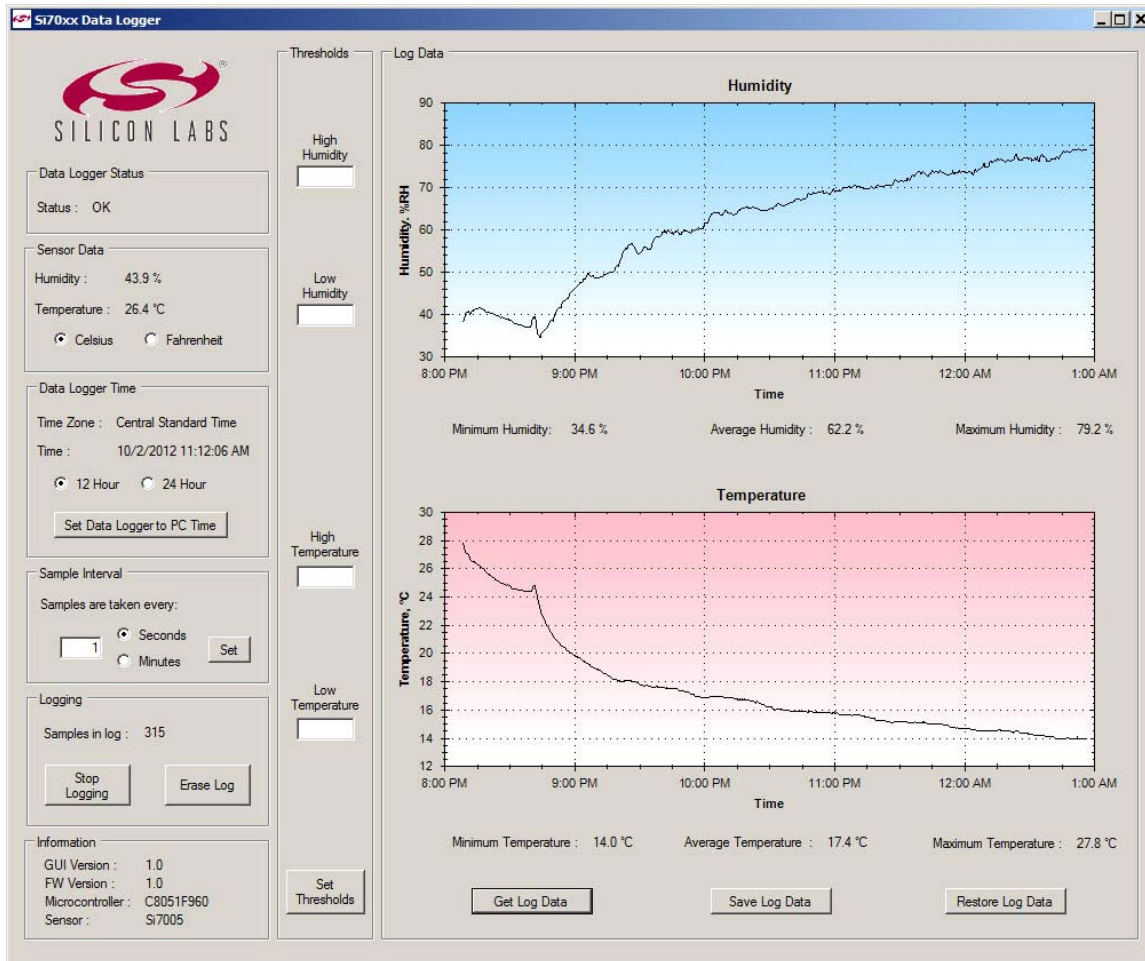 Si70xx Data Logger
SILICON LABS
®
Data Logger Status
Status : OK
Sensor Data
Humidity : 43.9 %
Temperature : 26.4 °C
Celsius Fahrenheit
Data Logger Time
Time Zone : Central Standard Time
Time : 10/2/2012 11:12:06 AM
12 Hour 24 Hour
Set Data Logger to PC Time
Sample Interval
Samples are taken every:
1
Seconds
Minutes
Set
Logging
Samples in log : 315
Stop
Logging
Erase Log
Information
GUI Version : 1.0
FW Version : 1.0
Microcontroller : C8051F960
Sensor : Si7005
Thresholds
High
Humidity
Low
Humidity
High
Temperature
Low
Temperature
Set
Thresholds
Log Data
Humidity
Humidity. %RH
90
80
70
60
50
40
30
8:00 PM 9:00 PM 10:00 PM 11:00 PM 12:00 AM 1:00 AM
Time
Minimum Humidity: 34.6 % Average Humidity : 62.2 % Maximum Humidity : 79.2 %
Temperature
Temperature, °C
30
28
26
24
22
20
18
16
14
12
8:00 PM 9:00 PM 10:00 PM 11:00 PM 12:00 AM 1:00 AM
Time
Minimum Temperature : 14.0 °C Average Temperature : 17.4 °C Maximum Temperature : 27.8 °C
Get Log Data Save Log Data Restore Log Data